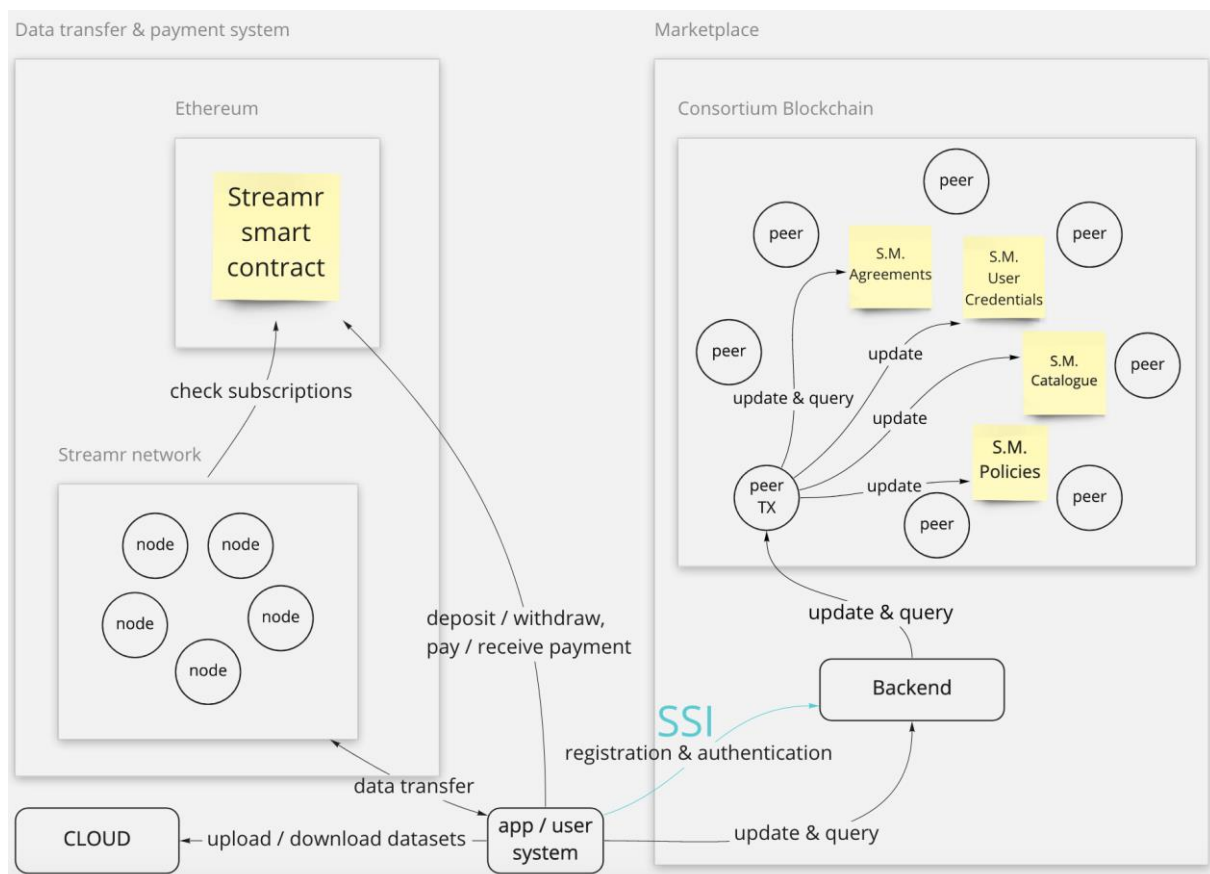 Data transfer & payment system
Marketplace
Ethereum
Streamr
smart
contract
check subscriptions
Streamr network
node
node
node
node
node
deposit / withdraw,
pay / receive payment
data transfer
CLOUD
upload / download datasets
app / user
system
SSI
registration & authentication
update & query
Backend
update & query
Consortium Blockchain
peer
peer
peer
peer
peer
peer
peer
peer
TX
S.M.
Agreements
S.M.
User
Credentials
S.M.
Catalogue
S.M.
Policies
update & query
update
update
update